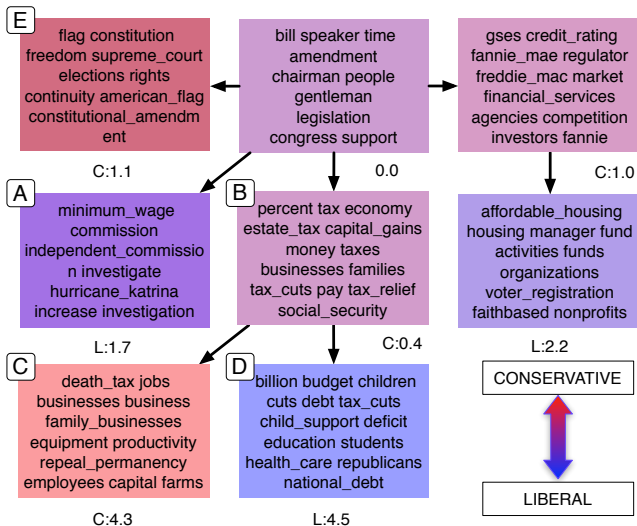 E
flag constitution
freedom supreme_court
elections rights
continuity american_flag
constitutional_amendm
ent
C:1.1
bill speaker time
amendment
chairman people
gentleman
legislation
congress support
0.0
gses credit_rating
fannie_mae regulator
freddie_mac market
financial_services
agencies competition
investors fannie
C:1.0
A
minimum_wage
commission
independent_commissio
n investigate
hurricane_katrina
increase investigation
L:1.7
B
percent tax economy
estate_tax capital_gains
money taxes
businesses families
tax_cuts pay tax_relief
social_security
C:0.4
affordable_housing
housing manager fund
activities funds
organizations
voter_registration
faithbased nonprofits
L:2.2
C
death_tax jobs
businesses business
family_businesses
equipment productivity
repeal_permanency
employees capital farms
C:4.3
D
billion budget children
cuts debt tax_cuts
child_support deficit
education students
health_care republicans
national_debt
L:4.5
CONSERVATIVE
LIBERAL